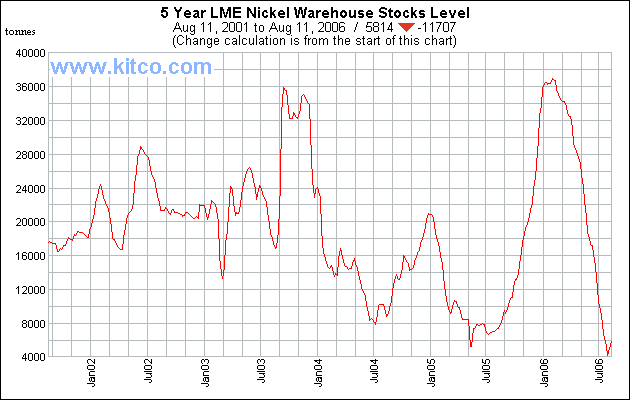 5 Year LME Nickel Warehouse Stocks Level
Aug 11, 2001 to Aug 11, 2006 / 5814 ▼ -11707
(Change calculation is from the start of this chart)
tonnes
www.kitco.com
40000
36000
32000
28000
24000
20000
16000
12000
8000
4000
Jan02
Jul02
Jan03
Jul03
Jan04
Jul04
Jan05
Jul05
Jan06
Jul06